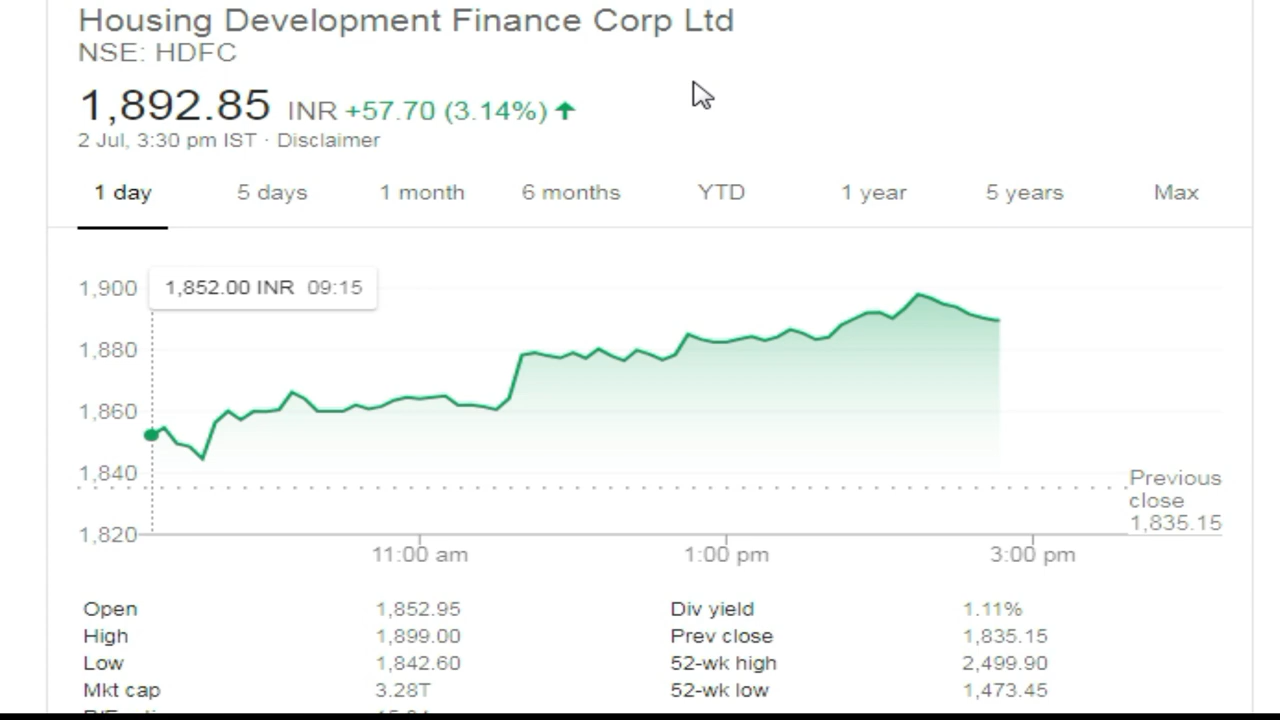 Housing Development Finance Corp Ltd
NSE: HDFC
1,892.85 INR +57.70 (3.14%)
2 Jul, 3:30 pm IST · Disclaimer
1 day 5 days 1 month 6 months YTD 1 year 5 years Max
1,852.00 INR 09:15
1,900
1,880
1,860
1,840
1,820
Previous
close
1,835.15
11:00 am 1:00 pm 3:00 pm
Open 1,852.95 Div yield 1.11%
High 1,899.00 Prev close 1,835.15
Low 1,842.60 52-wk high 2,499.90
Mkt cap 3.28T 52-wk low 1,473.45